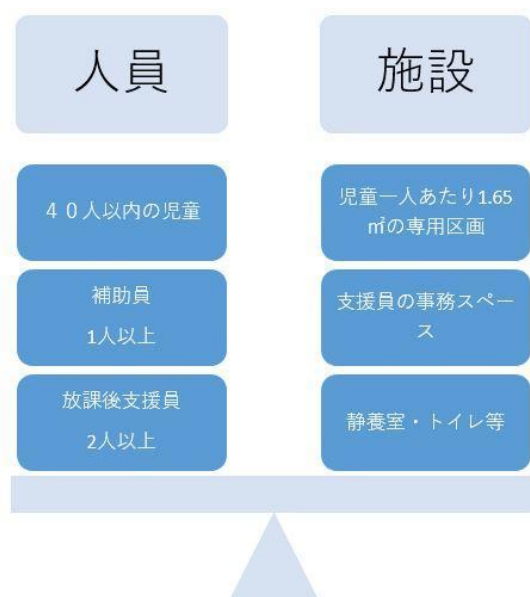 人員
４０人以内の児童
補助員
1人以上
放課後支援員
2人以上
施設
児童一人あたり1.65
㎡の専用区画
支援員の事務スペー
ス
静養室・トイレ等